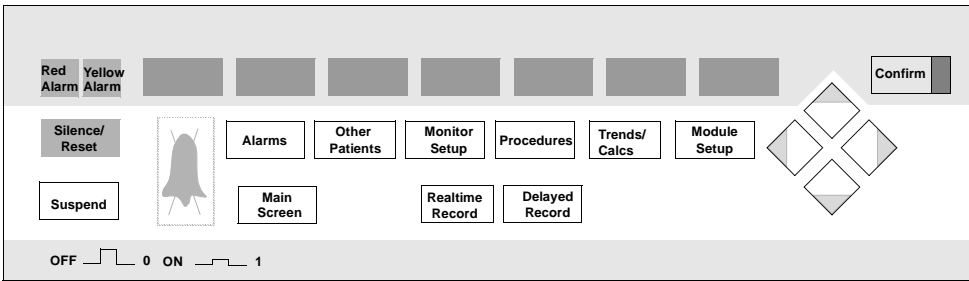 Red Yellow
Alarm Alarm
Confirm
Silence/
Reset
Alarms
Other
Patients
Monitor
Setup
Procedures
Trends/
Calcs
Module
Setup
Suspend
Main
Screen
Realtime
Record
Delayed
Record
OFF 0 ON 1